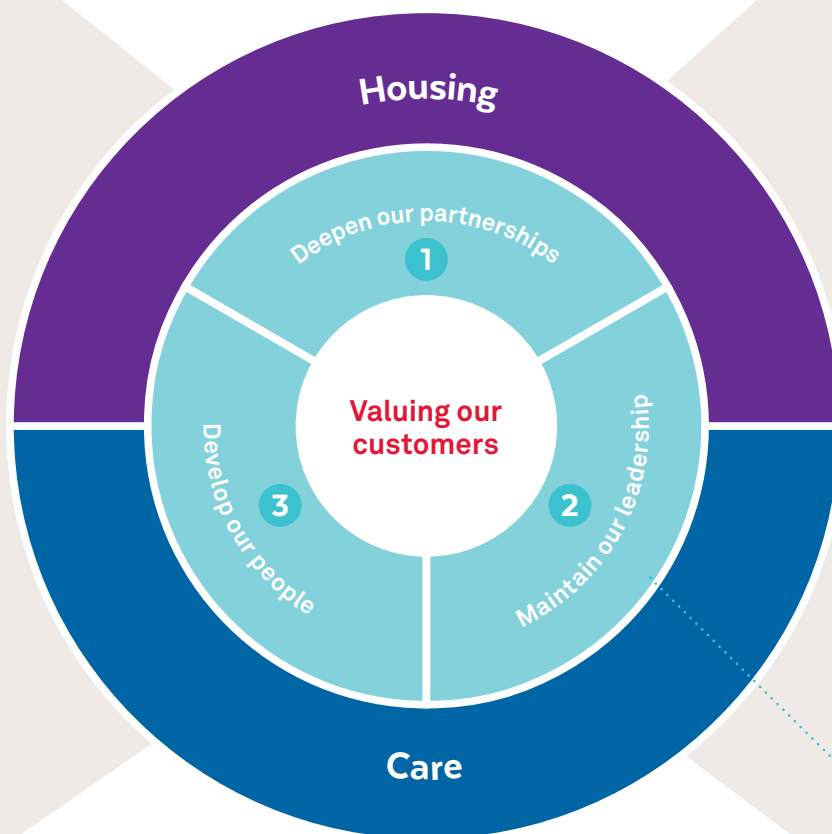 Housing
Deepen our partnerships
1
Valuing our
customers
Maintain our leadership
2
Develop our people
3
Care